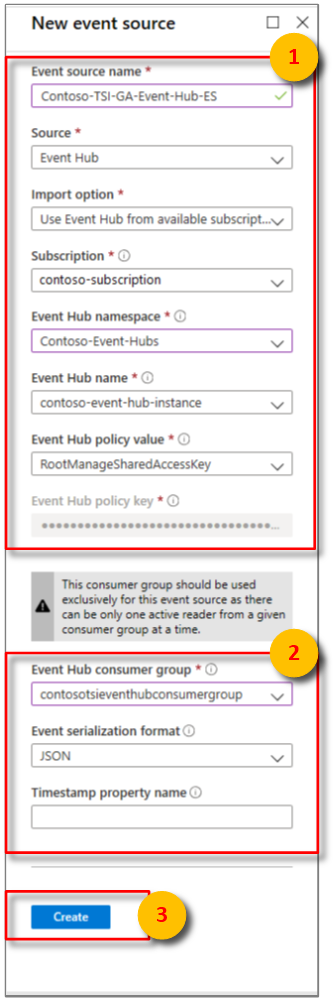 New event source
1
Event source name *
Contoso-TSI-GA-Event-Hub-ES
Source *
Event Hub
Import option *
Use Event Hub from available subscript...
Subscription *
contoso-subscription
Event Hub namespace *
Contoso-Event-Hubs
Event Hub name *
contoso-event-hub-instance
Event Hub policy value *
RootManageSharedAccessKey
Event Hub policy key *
••••••••••••••••••••••••••••••••••...
This consumer group should be used
exclusively for this event source as there
can be only one active reader from a given
consumer group at a time.
2
Event Hub consumer group *
contosotsieventhubconsumergroup
Event serialization format
JSON
Timestamp property name
Create
3